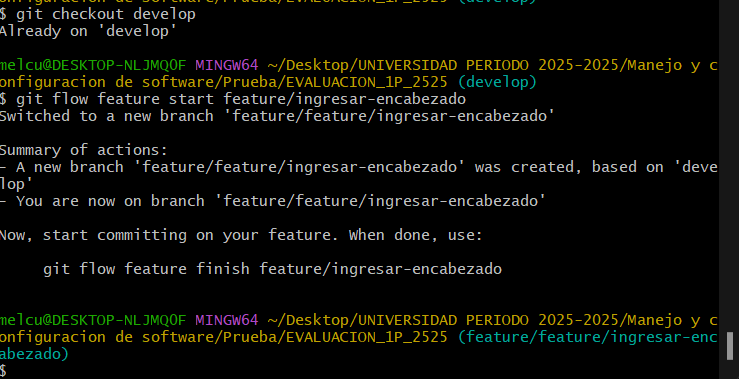 onfiguracion de software/Prueba/EVALUACION_1P_2525 (develop)
$ git checkout develop
Already on 'develop'
melcu@DESKTOP-NLJMQ0F MINGW64 ~/Desktop/UNIVERSIDAD PERIODO 2025-2025/Manejo y c
onfiguracion de software/Prueba/EVALUACION_1P_2525 (develop)
$ git flow feature start feature/ingresar-encabezado
Switched to a new branch 'feature/feature/ingresar-encabezado'
Summary of actions:
- A new branch 'feature/feature/ingresar-encabezado' was created, based on 'deve
lop'
- You are now on branch 'feature/feature/ingresar-encabezado'
Now, start committing on your feature. When done, use:
git flow feature finish feature/ingresar-encabezado
melcu@DESKTOP-NLJMQ0F MINGW64 ~/Desktop/UNIVERSIDAD PERIODO 2025-2025/Manejo y c
onfiguracion de software/Prueba/EVALUACION_1P_2525 (feature/feature/ingresar-enc
abezado)
$